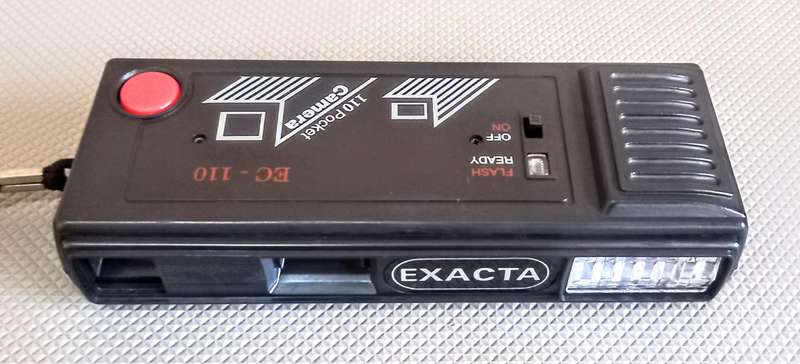 110 Pocket
Camera
OFF
ON
FLASH
READY
EC - 110
EXACTA